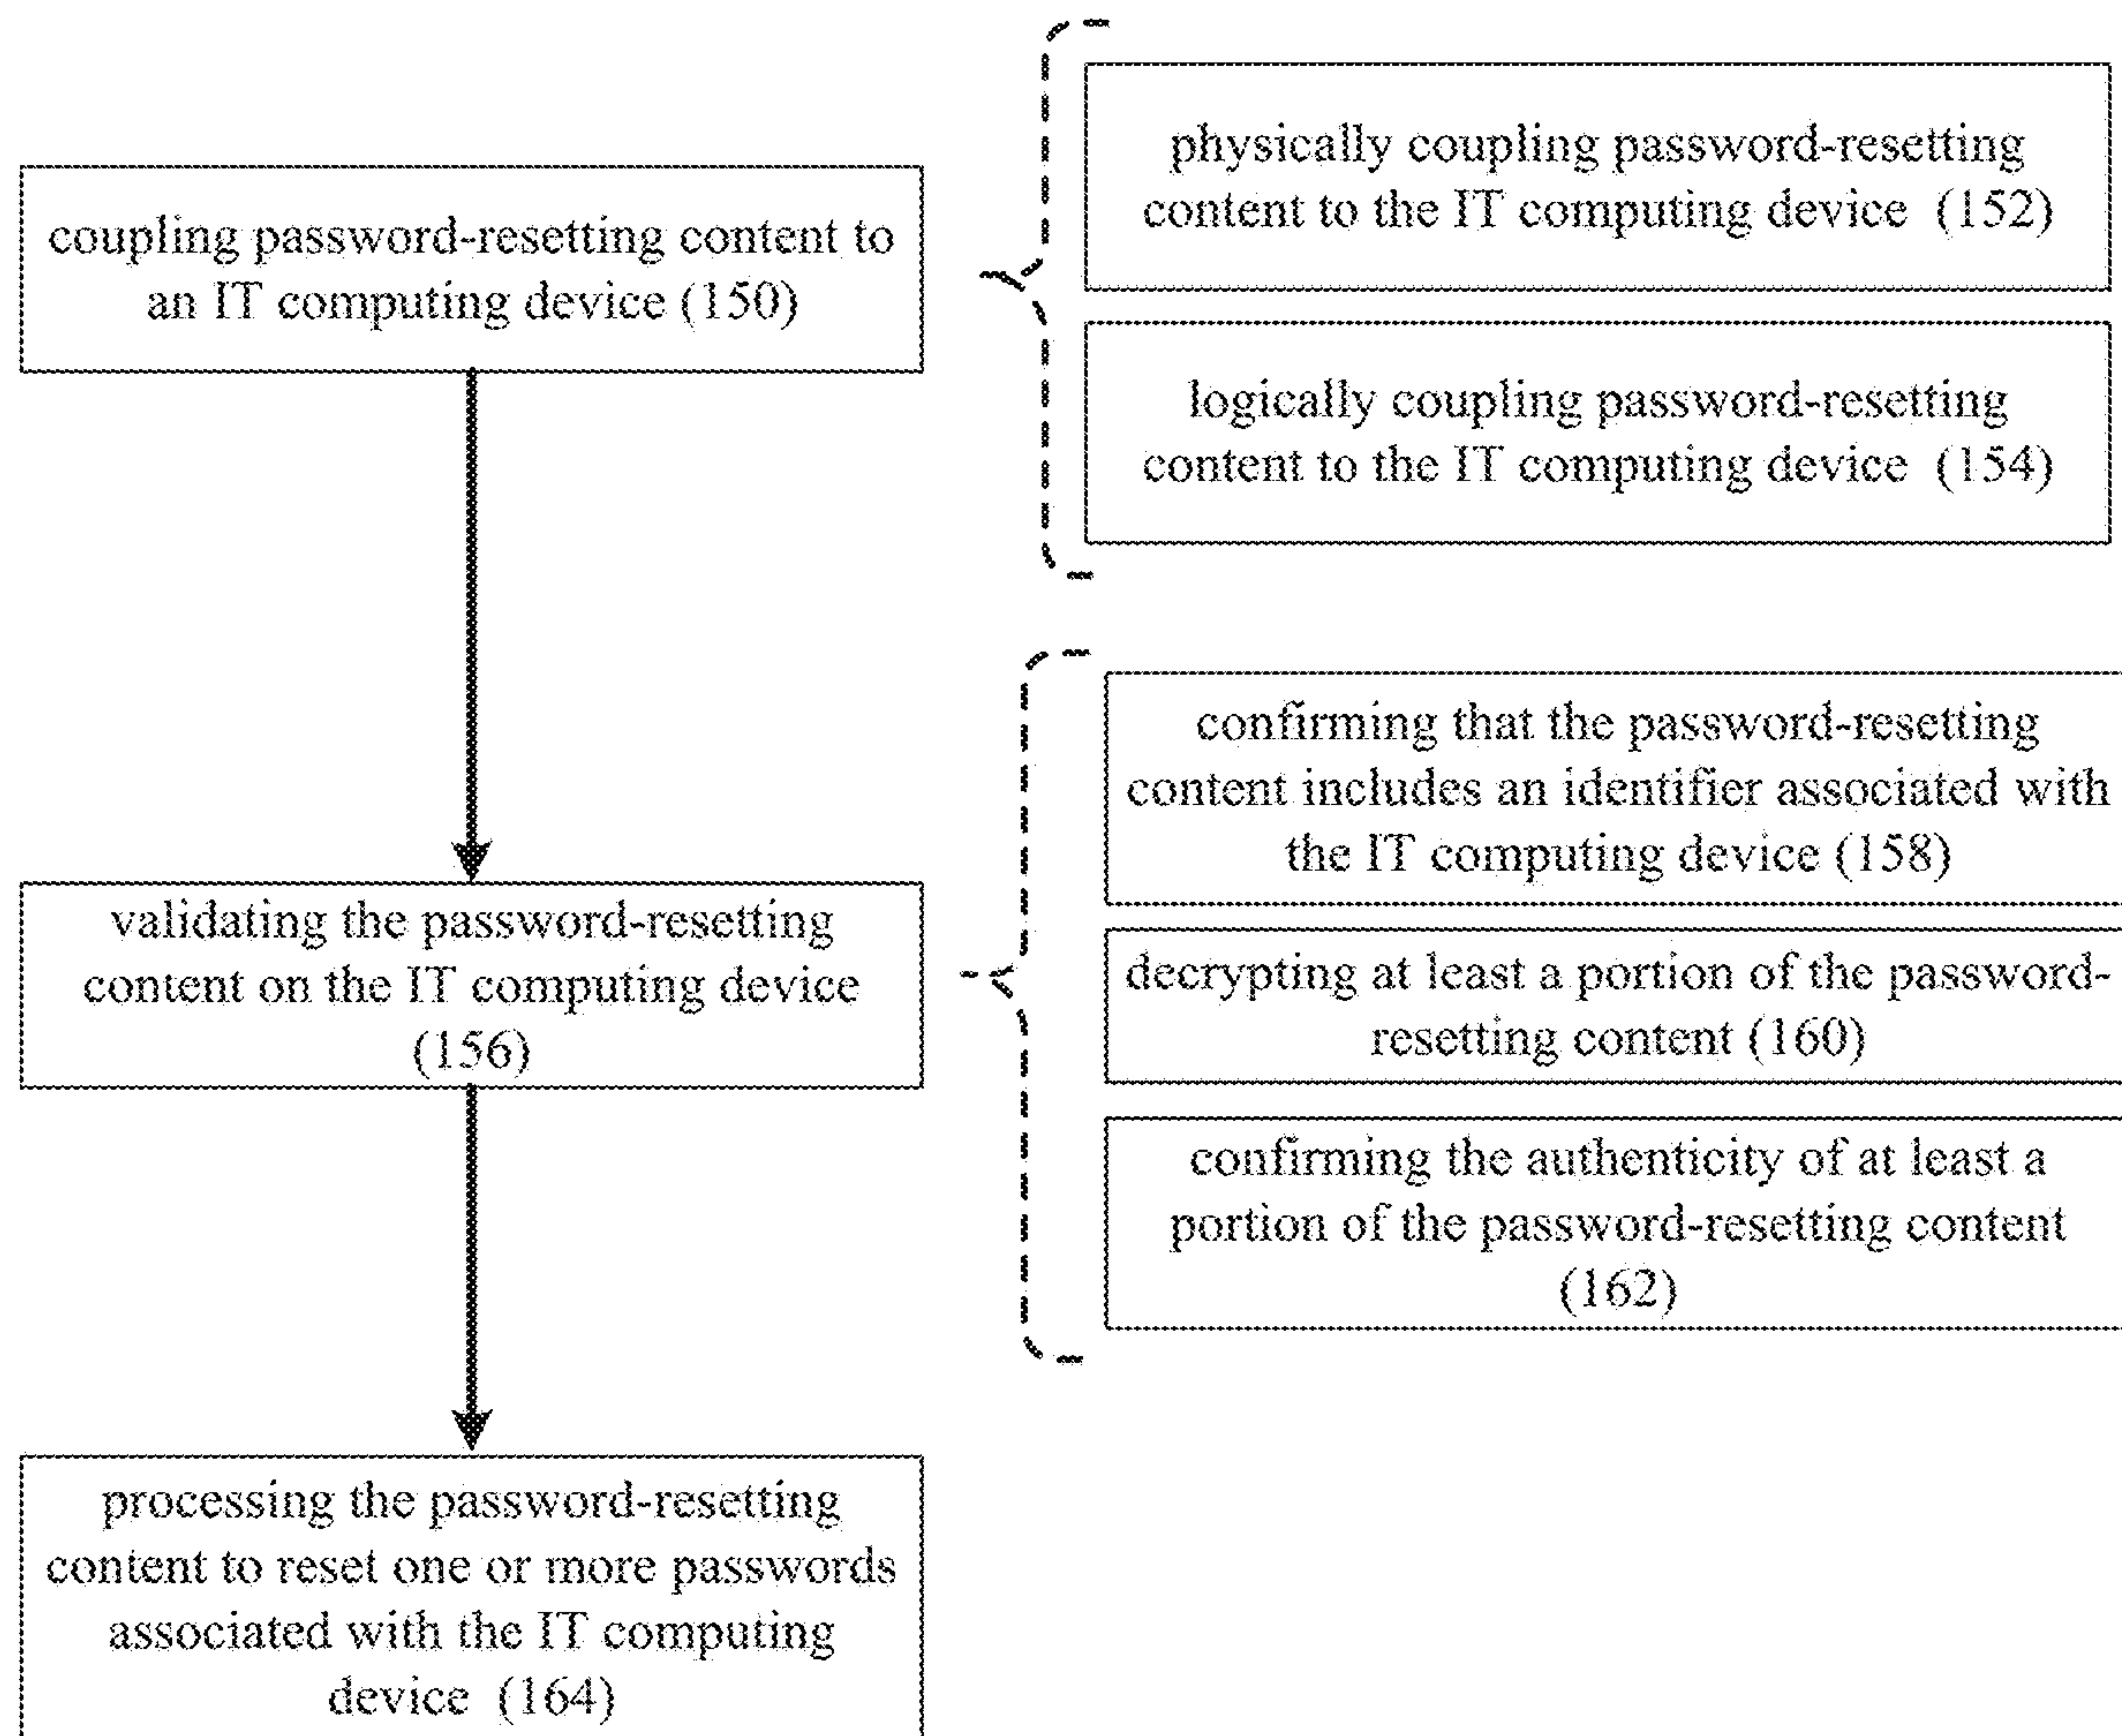 coupling password-resetting content to
an IT computing device (150)
physically coupling password-resetting
content to the IT computing device (152)
logically coupling password-resetting
content to the IT computing device (154)
validating the password-resetting
content on the IT computing device
(156)
confirming that the password-resetting
content includes an identifier associated with
the IT computing device (158)
decrypting at least a portion of the password-
resetting content (160)
confirming the authenticity of at least a
portion of the password-resetting content
(162)
processing the password-resetting
content to reset one or more passwords
associated with the IT computing
device (164)